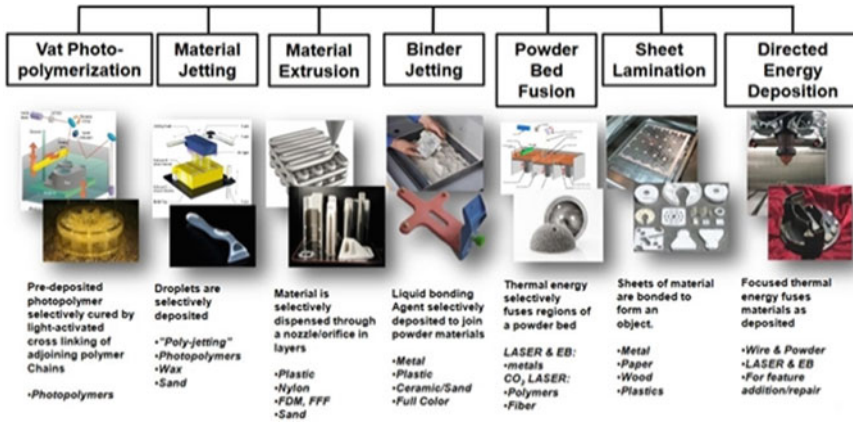 Vat Photo-
polymerization
Material
Jetting
Material
Extrusion
Binder
Jetting
Powder
Bed
Fusion
Sheet
Lamination
Directed
Energy
Deposition
Pre-deposited
photopolymer
selectively cured by
light-activated
cross linking of
adjoining polymer
Chains
•Photopolymers
Droplets are
selectively
deposited
•"Poly-jetting"
•Photopolymers
•Wax
•Sand
Material is
selectively
dispensed through
a nozzle/orifice in
layers
•Plastic
•Nylon
•FDM, FFF
•Sand
Liquid bonding
Agent selectively
deposited to join
powder materials
•Metal
•Plastic
•Ceramic/Sand
•Full Color
Thermal energy
selectively
fuses regions of
a powder bed
LASER & EB:
•metals
CO₂ LASER:
•Polymers
•Fiber
Sheets of material
are bonded to
form an
object.
•Metal
•Paper
•Wood
•Plastics
Focused thermal
energy fuses
materials as
deposited
•Wire & Powder
•LASER & EB
•For feature
addition/repair